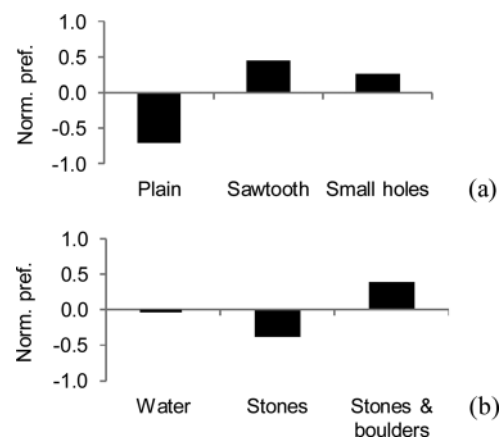 1.0
0.5
0.0
-0.5
-1.0
Norm. pref.
Plain Sawtooth Small holes (a)
1.0
0.5
0.0
-0.5
-1.0
Norm. pref.
Water Stones Stones & (b)
boulders